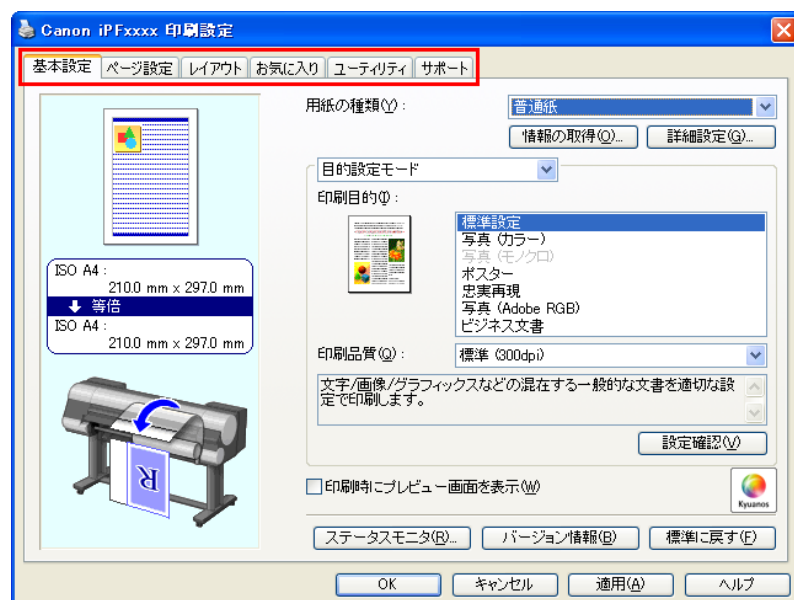 Canon iPFxxxx 印刷設定
基本設定 ページ設定 レイアウト お気に入り ユーティリティ サポート
用紙の種類(Y) : 普通紙
情報の取得(O)... 詳細設定(G)...
目的設定モード
印刷目的(I) :
標準設定
写真 (カラー)
写真 (モノクロ)
ポスター
忠実再現
写真 (Adobe RGB)
ビジネス文書
ISO A4 :
210.0 mm x 297.0 mm
等倍
ISO A4 :
210.0 mm x 297.0 mm
印刷品質(Q) : 標準 (300dpi)
文字/画像/グラフィックスなどの混在する一般的な文書を適切な設
定で印刷します。
設定確認(V)
R
印刷時にプレビュー画面を表示(W)
Kyuanos
ステータスモニタ(R)... バージョン情報(B) 標準に戻す(F)
OK キャンセル 適用(A) ヘルプ